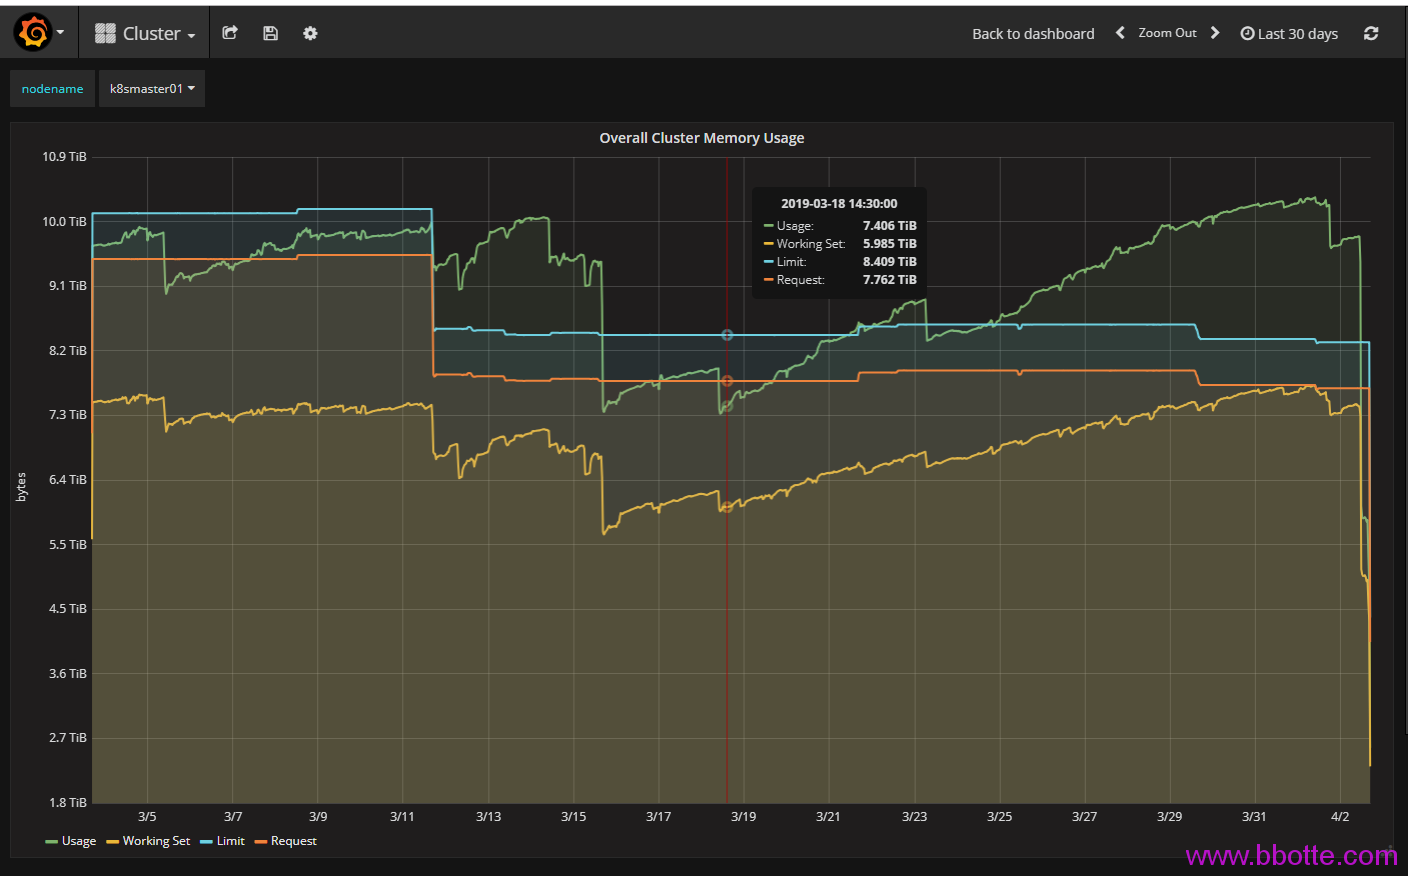 Cluster
Back to dashboard Zoom Out Last 30 days
nodename k8smaster01
Overall Cluster Memory Usage
10.9 TiB
10.0 TiB
9.1 TiB
8.2 TiB
7.3 TiB
6.4 TiB
5.5 TiB
4.5 TiB
3.6 TiB
2.7 TiB
1.8 TiB
bytes
2019-03-18 14:30:00
Usage: 7.406 TiB
Working Set: 5.985 TiB
Limit: 8.409 TiB
Request: 7.762 TiB
3/5 3/7 3/9 3/11 3/13 3/15 3/17 3/19 3/21 3/23 3/25 3/27 3/29 3/31 4/2
Usage Working Set Limit Request
www.bbotte.com